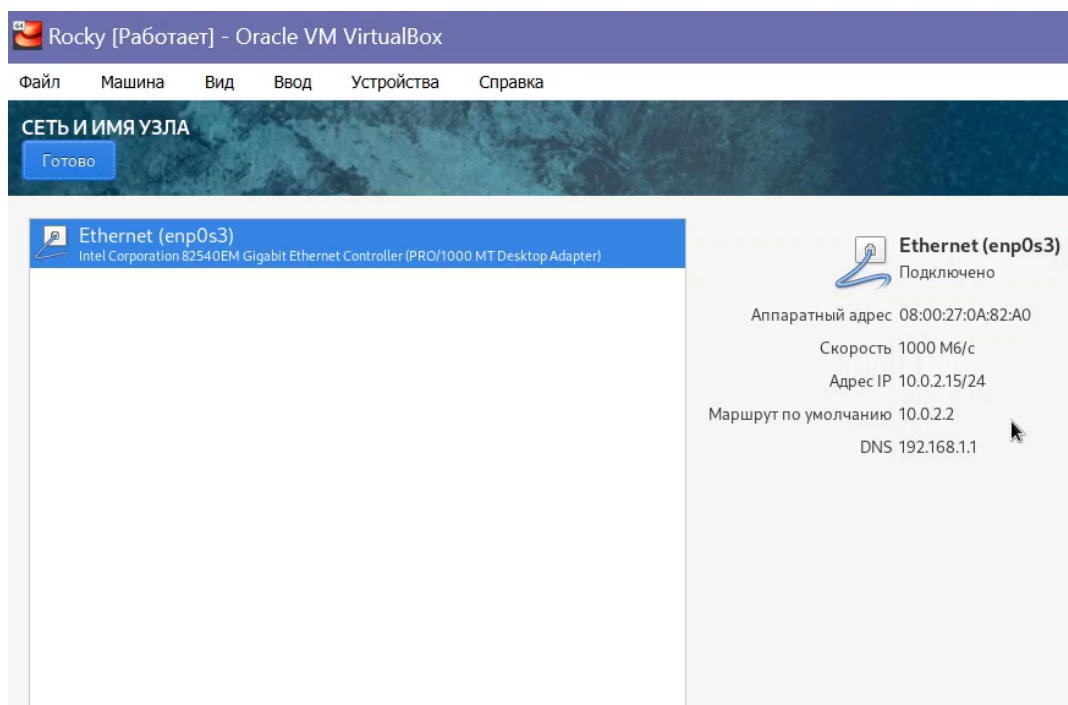 64
Rocky [Работает] - Oracle VM VirtualBox
Файл Машина Вид Ввод Устройства Справка
СЕТЬ И ИМЯ УЗЛА
Готово
Ethernet (enp0s3)
Intel Corporation 82540EM Gigabit Ethernet Controller (PRO/1000 MT Desktop Adapter)
Ethernet (enp0s3)
Подключено
Аппаратный адрес 08:00:27:0A:82:A0
Скорость 1000 Мб/с
Адрес IP 10.0.2.15/24
Маршрут по умолчанию 10.0.2.2
DNS 192.168.1.1